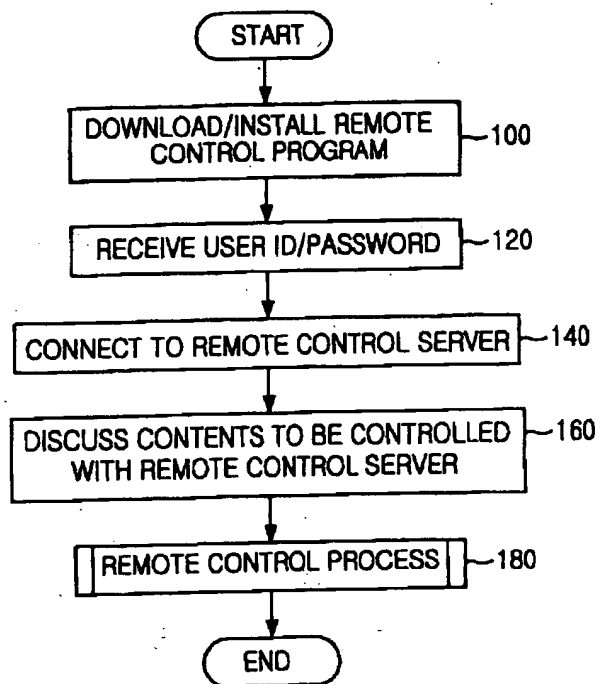 START
DOWNLOAD/INSTALL REMOTE
CONTROL PROGRAM
100
RECEIVE USER ID/PASSWORD
120
CONNECT TO REMOTE CONTROL SERVER
140
DISCUSS CONTENTS TO BE CONTROLLED
WITH REMOTE CONTROL SERVER
160
REMOTE CONTROL PROCESS
180
END